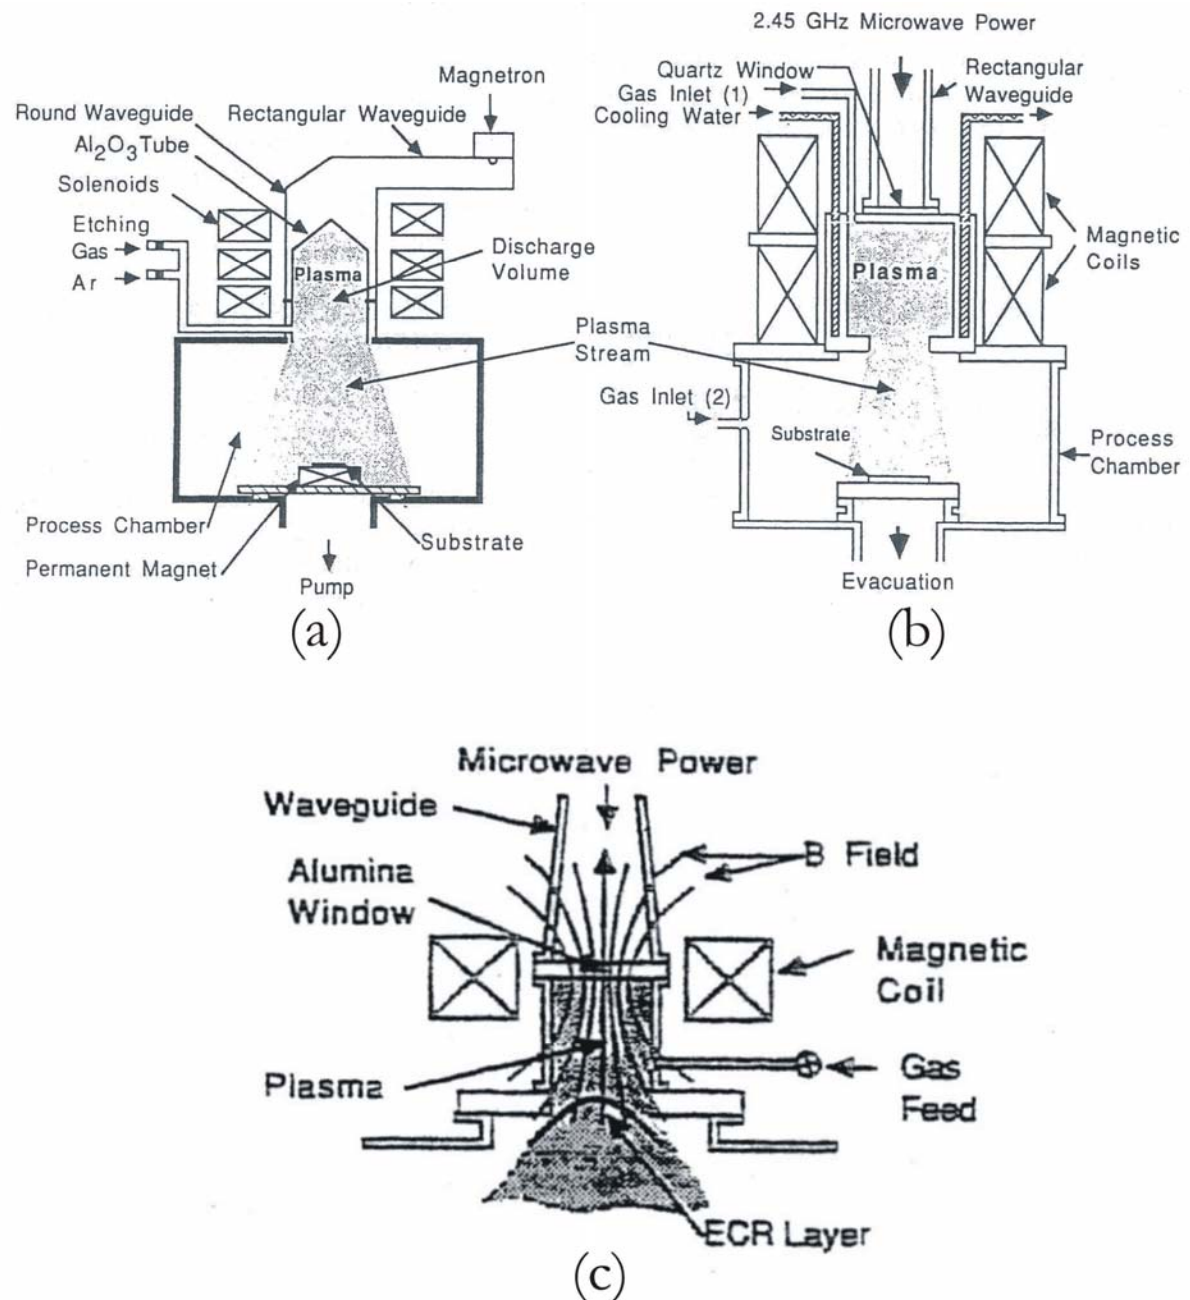 Magnetron
Round Waveguide
Rectangular Waveguide
Al2O3 Tube
Solenoids
Etching
Gas
Ar
Plasma
Discharge
Volume
Plasma
Stream
Process Chamber
Permanent Magnet
Substrate
Pump
(a)
2.45 GHz Microwave Power
Quartz Window
Rectangular
Waveguide
Gas Inlet (1)
Cooling Water
Plasma
Magnetic
Coils
Gas Inlet (2)
Substrate
Process
Chamber
Evacuation
(b)
Microwave Power
Waveguide
B Field
Alumina
Window
Magnetic
Coil
Plasma
Gas
Feed
ECR Layer
(c)